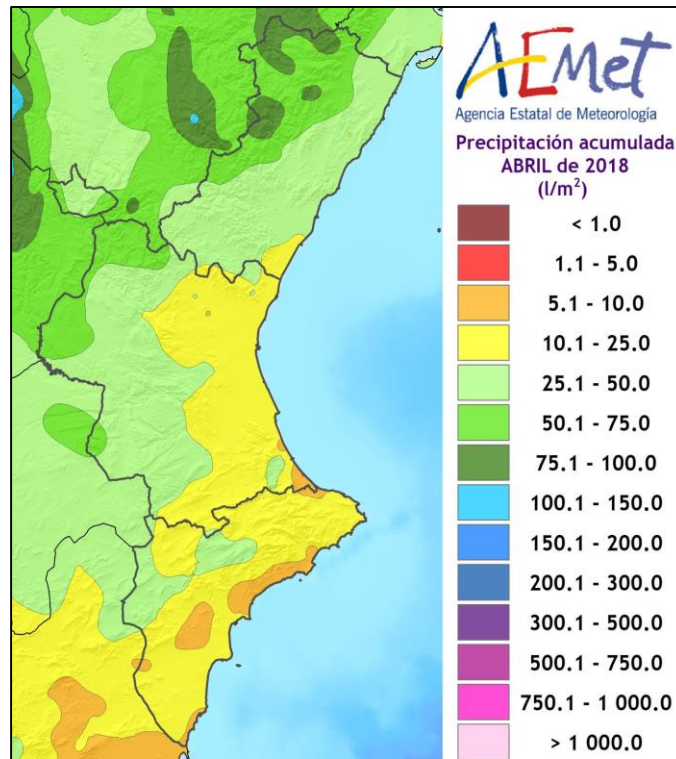 AEMet
Agencia Estatal de Meteorología
Precipitación acumulada
ABRIL de 2018
(l/m²)
< 1.0
1.1 - 5.0
5.1 - 10.0
10.1 - 25.0
25.1 - 50.0
50.1 - 75.0
75.1 - 100.0
100.1 - 150.0
150.1 - 200.0
200.1 - 300.0
300.1 - 500.0
500.1 - 750.0
750.1 - 1 000.0
> 1 000.0